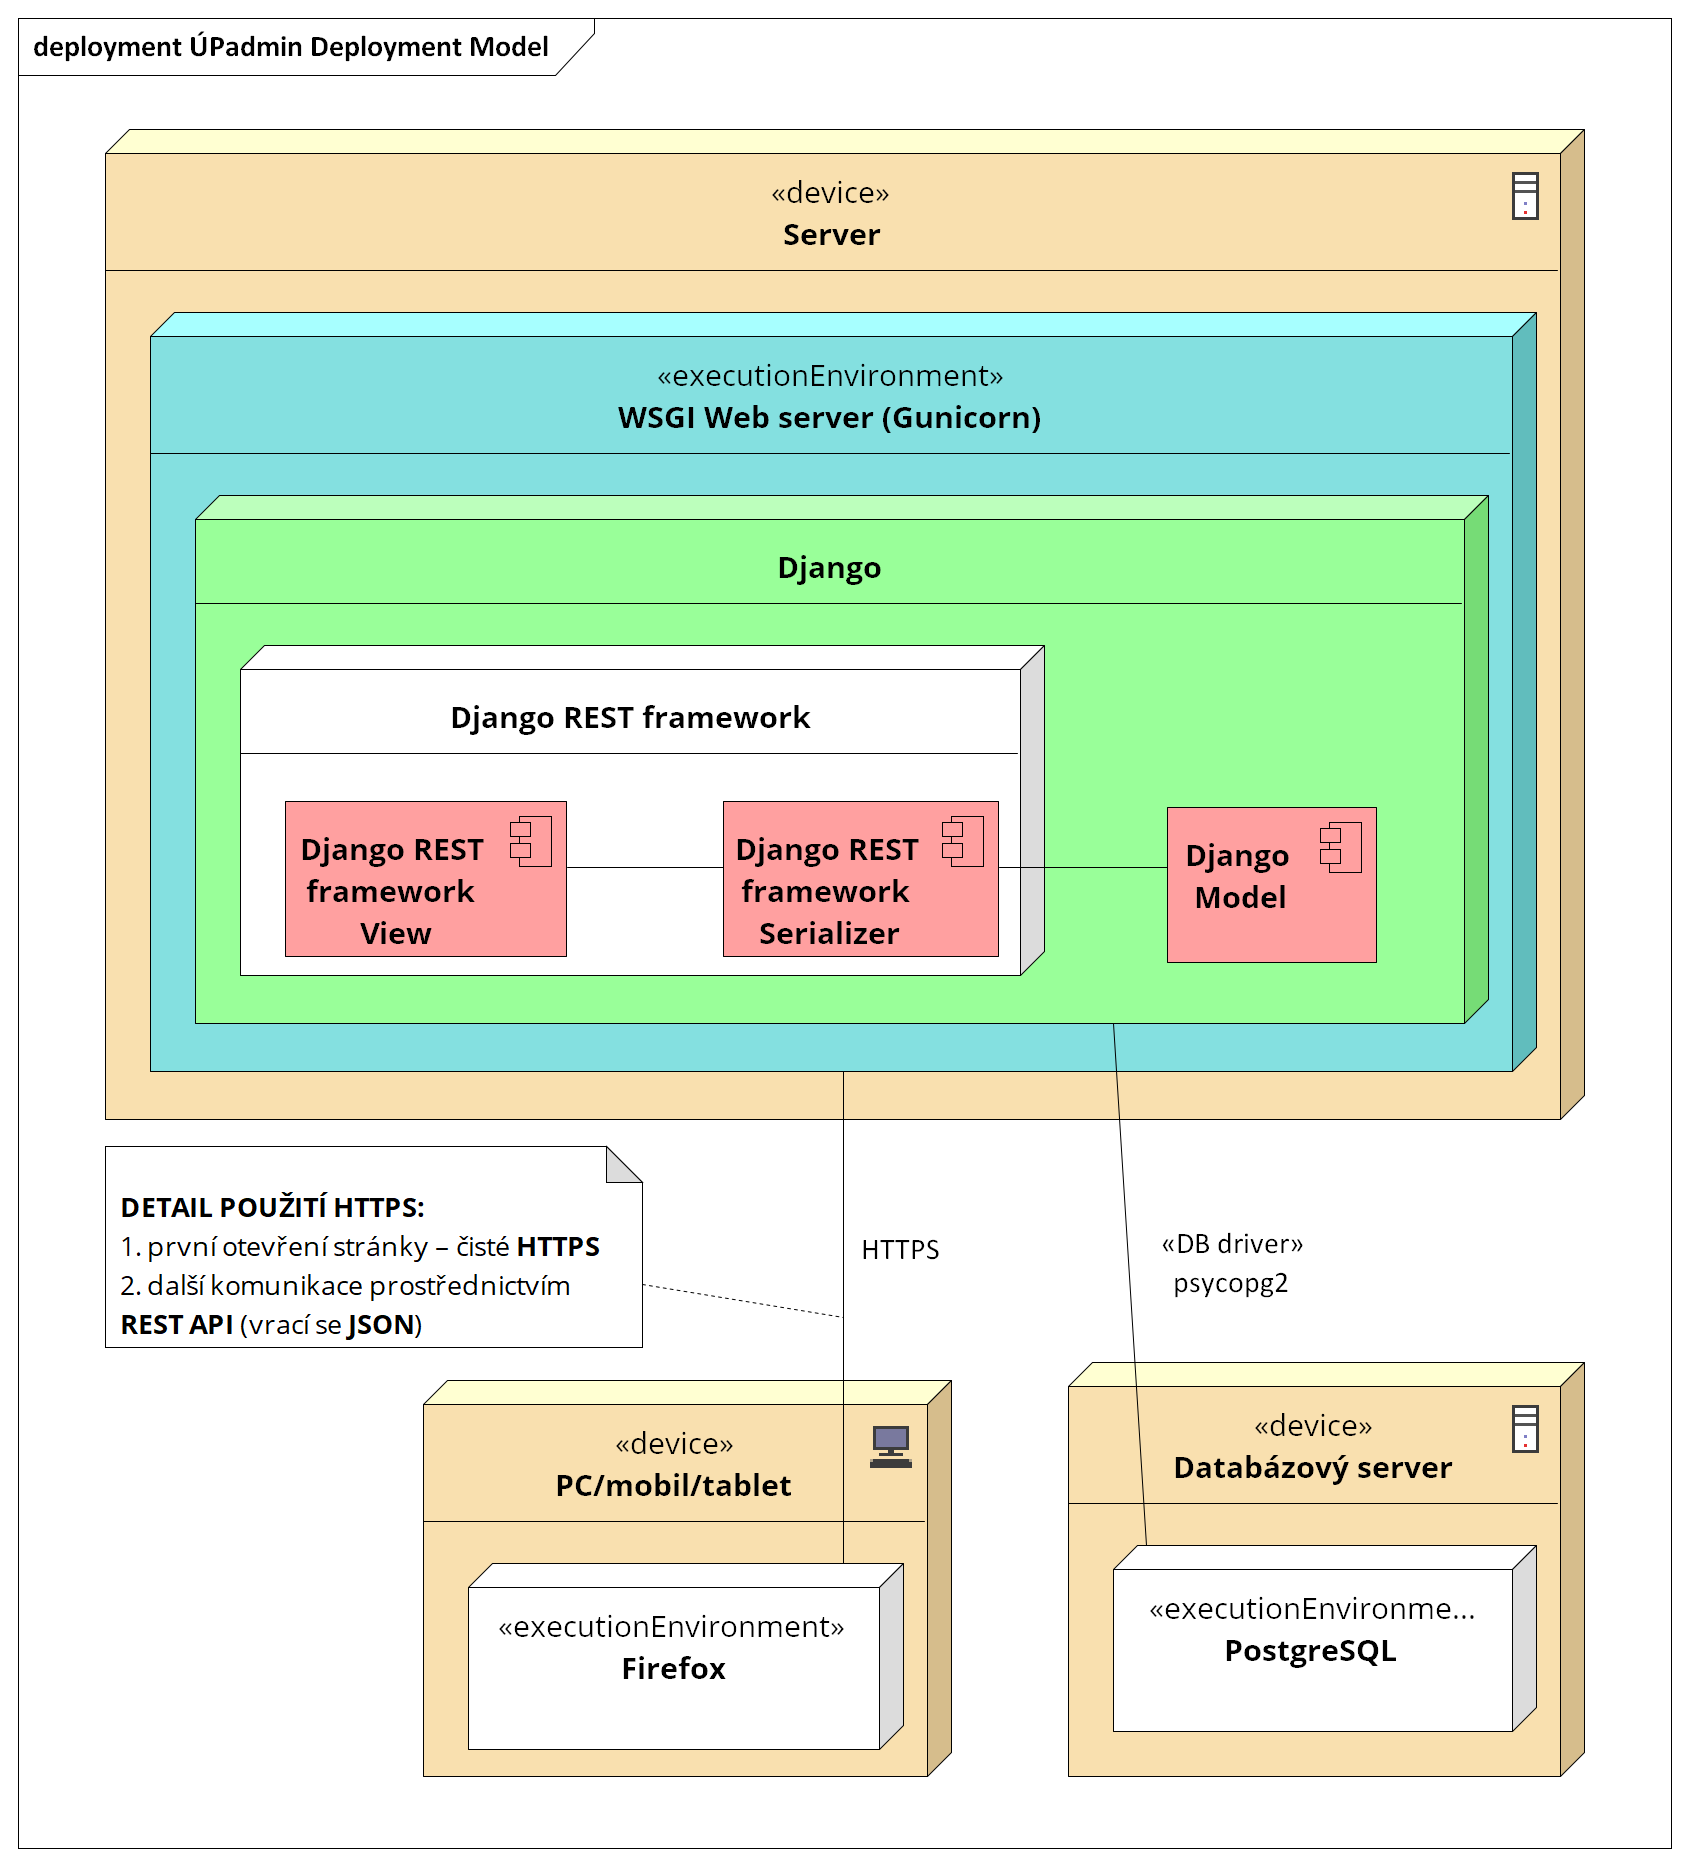 deployment ÚPadmin Deployment Model
«device»
Server
«executionEnvironment»
WSGI Web server (Gunicorn)
Django
Django REST framework
Django REST
framework
View
Django REST
framework
Serializer
Django
Model
DETAIL POUŽITÍ HTTPS:
1. první otevření stránky – čisté HTTPS
2. další komunikace prostřednictvím
REST API (vrací se JSON)
HTTPS
«DB driver»
psycopg2
«device»
PC/mobil/tablet
«executionEnvironment»
Firefox
«device»
Databázový server
«executionEnvironme...
PostgreSQL